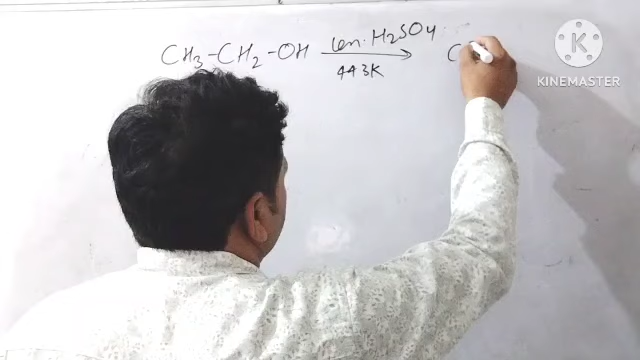 CH₃-CH₂-OH con. H₂SO₄ → C
443K
K
KINEMASTER